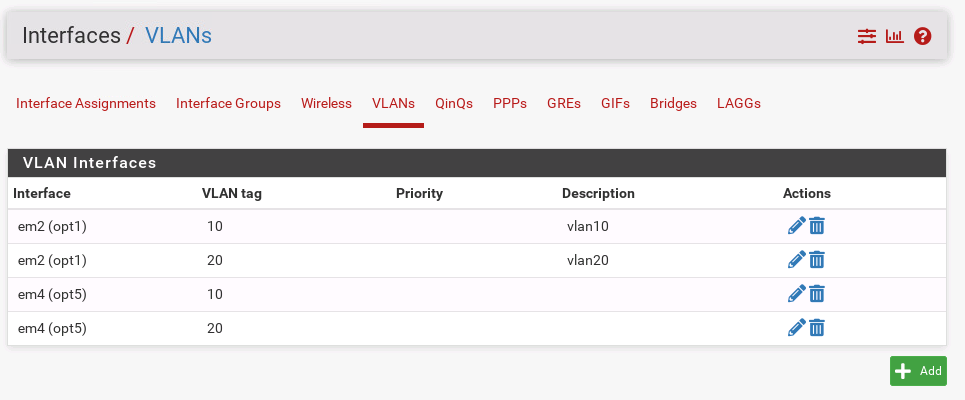 Interfaces / VLANs
Interface Assignments Interface Groups Wireless VLANs QinQs PPPs GREs GIFs Bridges LAGGs
VLAN Interfaces
Interface VLAN tag Priority Description Actions
em2 (opt1) 10 vlan10
em2 (opt1) 20 vlan20
em4 (opt5) 10
em4 (opt5) 20
Add